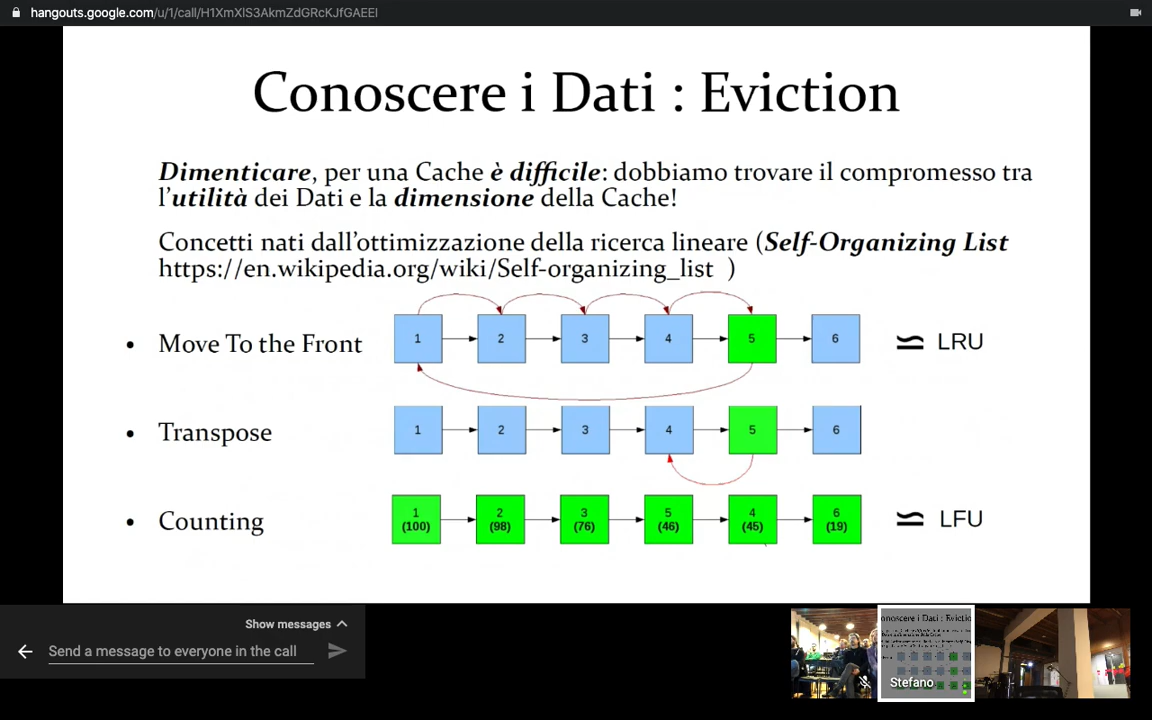 hangouts.google.com/u/1/call/H1XmXlS3AkmZdGRcKJfGAEEI
Conoscere i Dati : Eviction
Dimenticare, per una Cache è difficile: dobbiamo trovare il compromesso tra
l'utilità dei Dati e la dimensione della Cache!
Concetti nati dall'ottimizzazione della ricerca lineare (Self-Organizing List
https://en.wikipedia.org/wiki/Self-organizing_list )
• Move To the Front 1 2 3 4 5 6 ≃ LRU
• Transpose 1 2 3 4 5 6
• Counting 1 2 3 5 4 6 ≃ LFU
(100) (98) (76) (46) (45) (19)
Show messages
Send a message to everyone in the call
onoscere i Dati : Evictio
Stefano